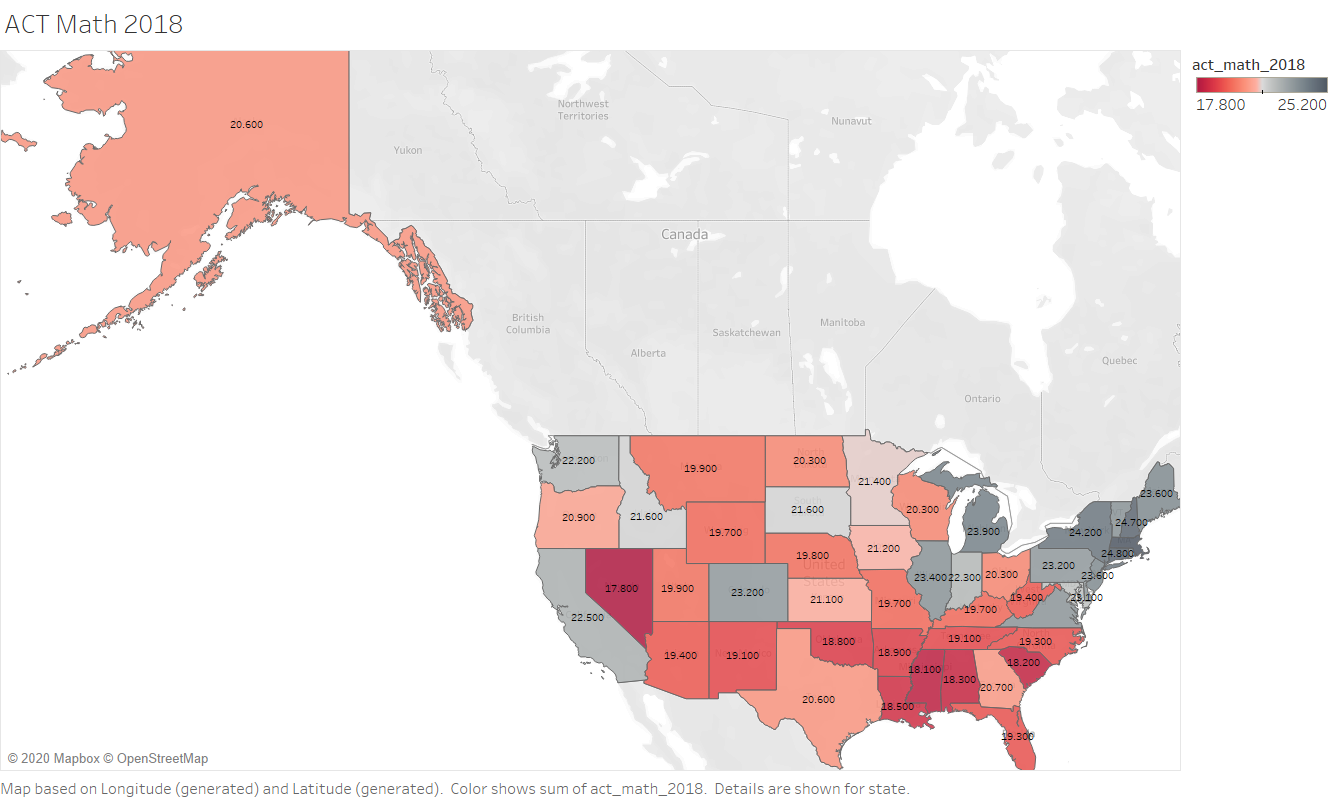 ACT Math 2018
act_math_2018
17.800 25.200
20.600
Northwest
Territories
Nunavut
Yukon
Canada
British
Columbia
Alberta
Saskatchewan
Manitoba
Ontario
Quebec
22.200
19.900
20.300
21.400
20.900
21.600
19.700
21.600
20.300
23.900
24.200
24.700
23.600
24.800
17.800
19.900
23.200
19.800
21.200
United
States
21.100
23.400
22.300
20.300
23.200
23.600
23.100
22.500
19.700
19.700
19.400
19.400
19.100
18.800
18.900
19.100
19.300
18.100
18.300
18.200
20.700
20.600
18.500
19.300
© 2020 Mapbox © OpenStreetMap
Map based on Longitude (generated) and Latitude (generated).  Color shows sum of act_math_2018.  Details are shown for state.